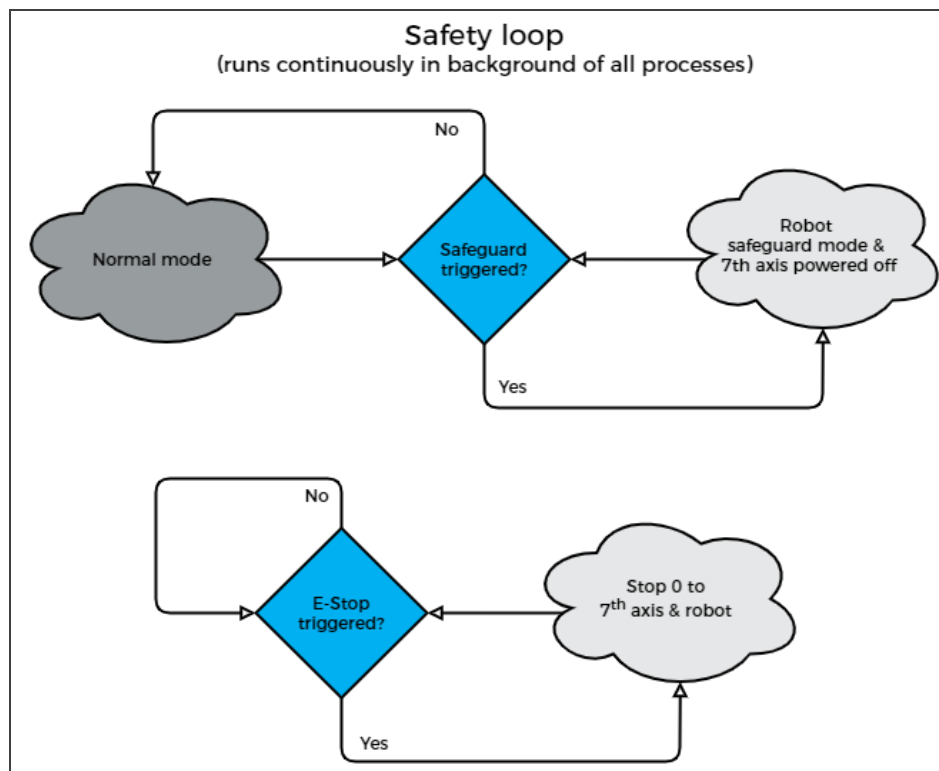 Safety loop
(runs continuously in background of all processes)
No
Normal mode
Safeguard
triggered?
Robot
safeguard mode &
7th axis powered off
Yes
No
E-Stop
triggered?
Stop 0 to
7th axis & robot
Yes